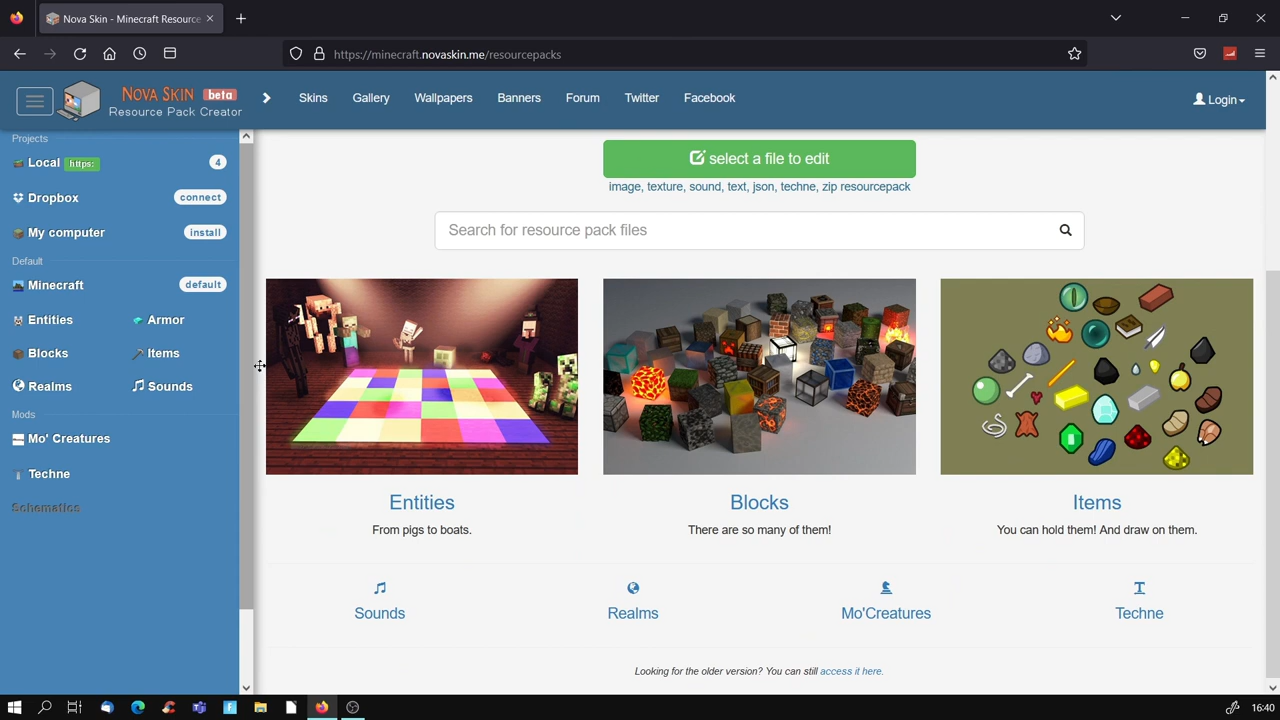 Nova Skin - Minecraft Resource
https://minecraft.novaskin.me/resourcepacks
NOVA SKIN beta
Resource Pack Creator
Skins Gallery Wallpapers Banners Forum Twitter Facebook
Login
Projects
Local https: 4
Dropbox connect
My computer install
Default
Minecraft default
Entities Armor
Blocks Items
Realms Sounds
Mods
Mo' Creatures
Techne
Schematics
select a file to edit
image, texture, sound, text, json, techne, zip resourcepack
Search for resource pack files
Entities
From pigs to boats.
Blocks
There are so many of them!
Items
You can hold them! And draw on them.
Sounds
Realms
Mo'Creatures
Techne
Looking for the older version? You can still access it here.
16:40